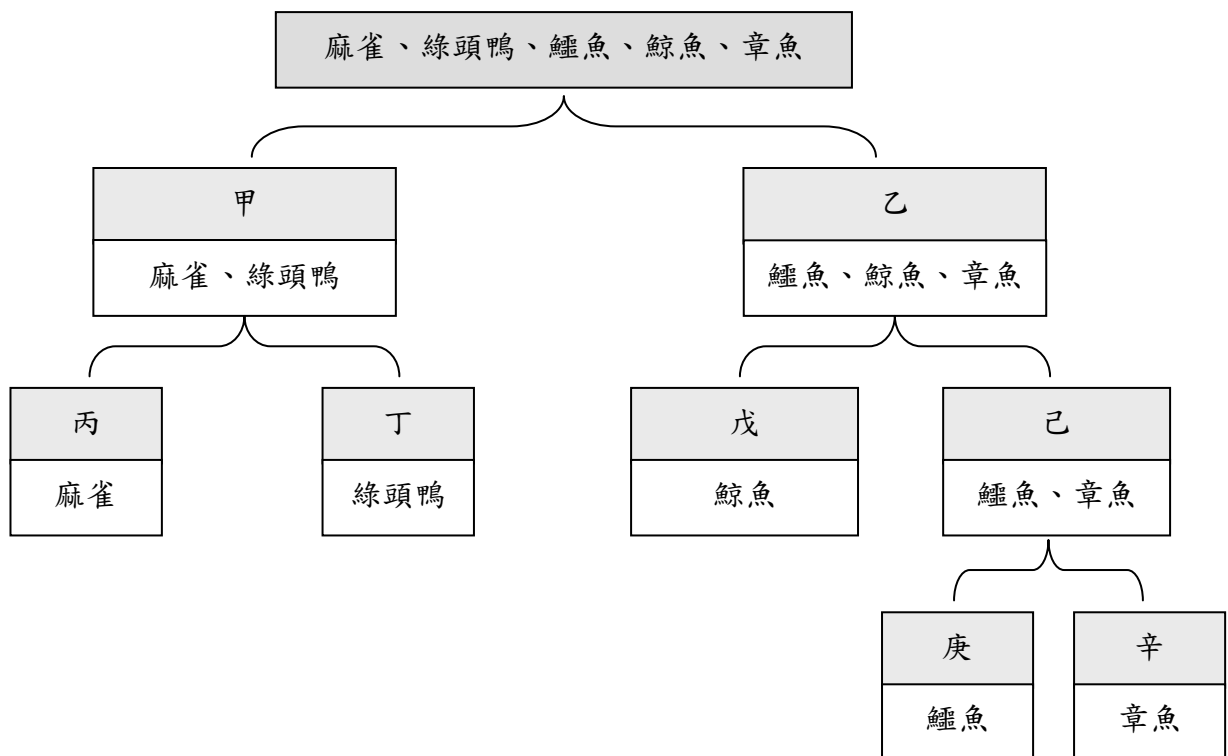 麻雀、綠頭鴨、鱷魚、鯨魚、章魚
甲
麻雀、綠頭鴨
乙
鱷魚、鯨魚、章魚
丙
麻雀
丁
綠頭鴨
戊
鯨魚
己
鱷魚、章魚
庚
鱷魚
辛
章魚